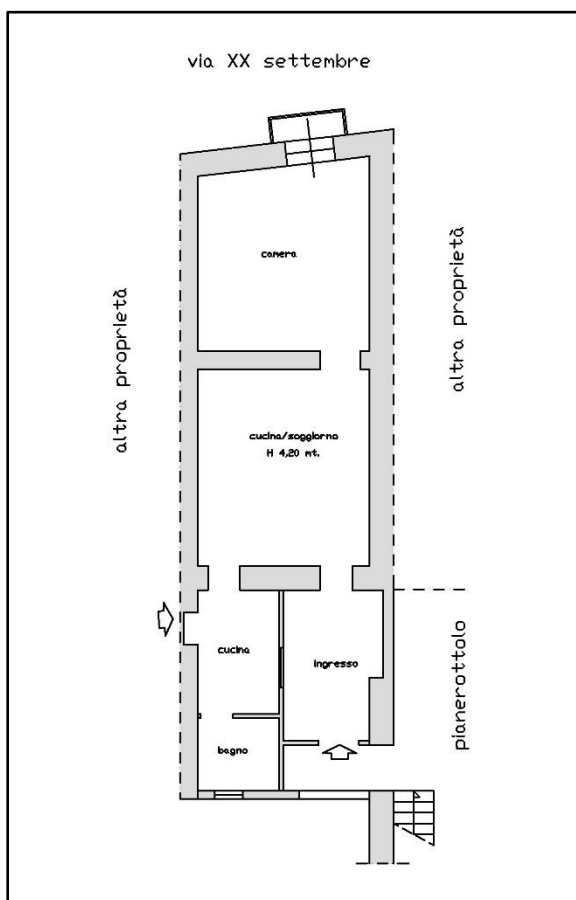 via XX settembre
altra proprietà
altra proprietà
camera
cucina/soggiorno
H 4,20 mt.
cucina
ingresso
pianerottolo
bagno